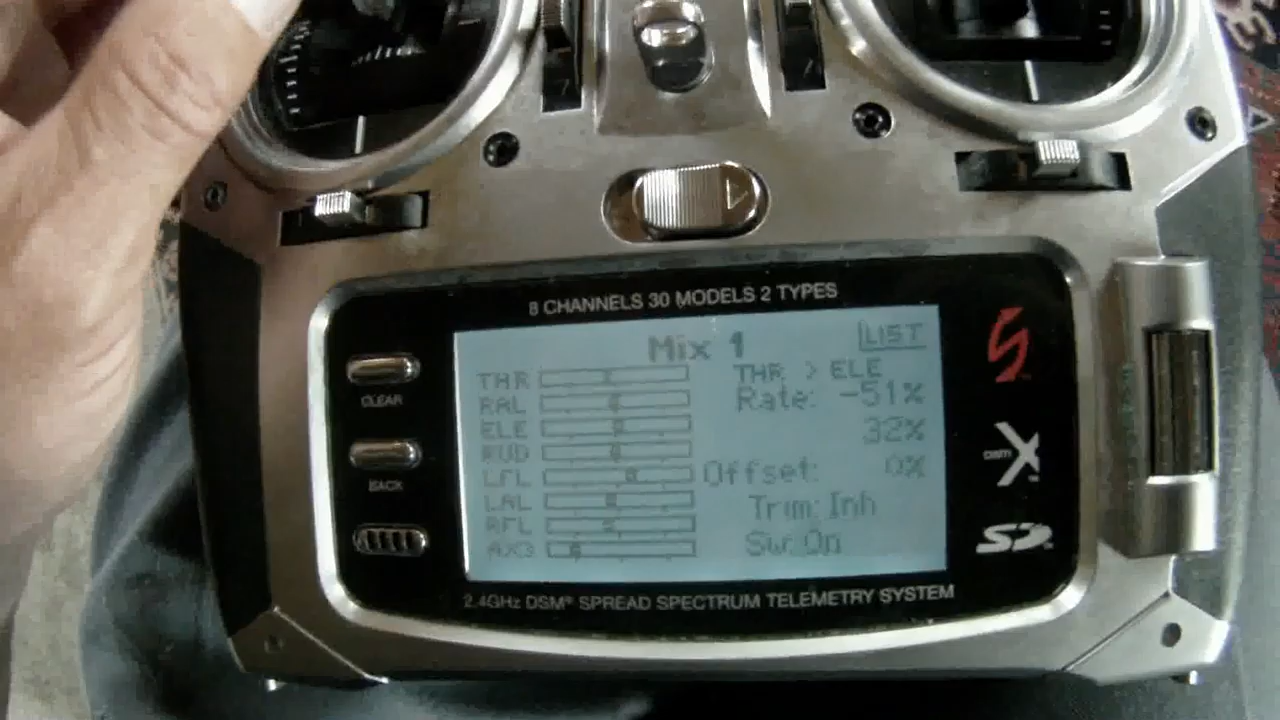 8 CHANNELS 30 MODELS 2 TYPES
Mix 1
LIST
THR > ELE
Rate: -51%
32%
Offset: 0%
Trim: Inh
Sw: On
THR
RAL
ELE
RUD
LFL
LAL
RFL
AX3
CLEAR
BACK
DSM X
SD
2.4GHz DSM® SPREAD SPECTRUM TELEMETRY SYSTEM